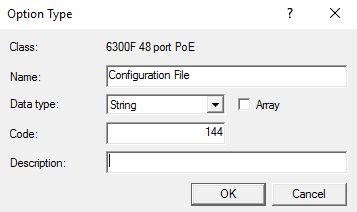 Option Type
?
Class: 6300F 48 port PoE
Name: Configuration File
Data type: String Array
Code: 144
Description:
OK Cancel